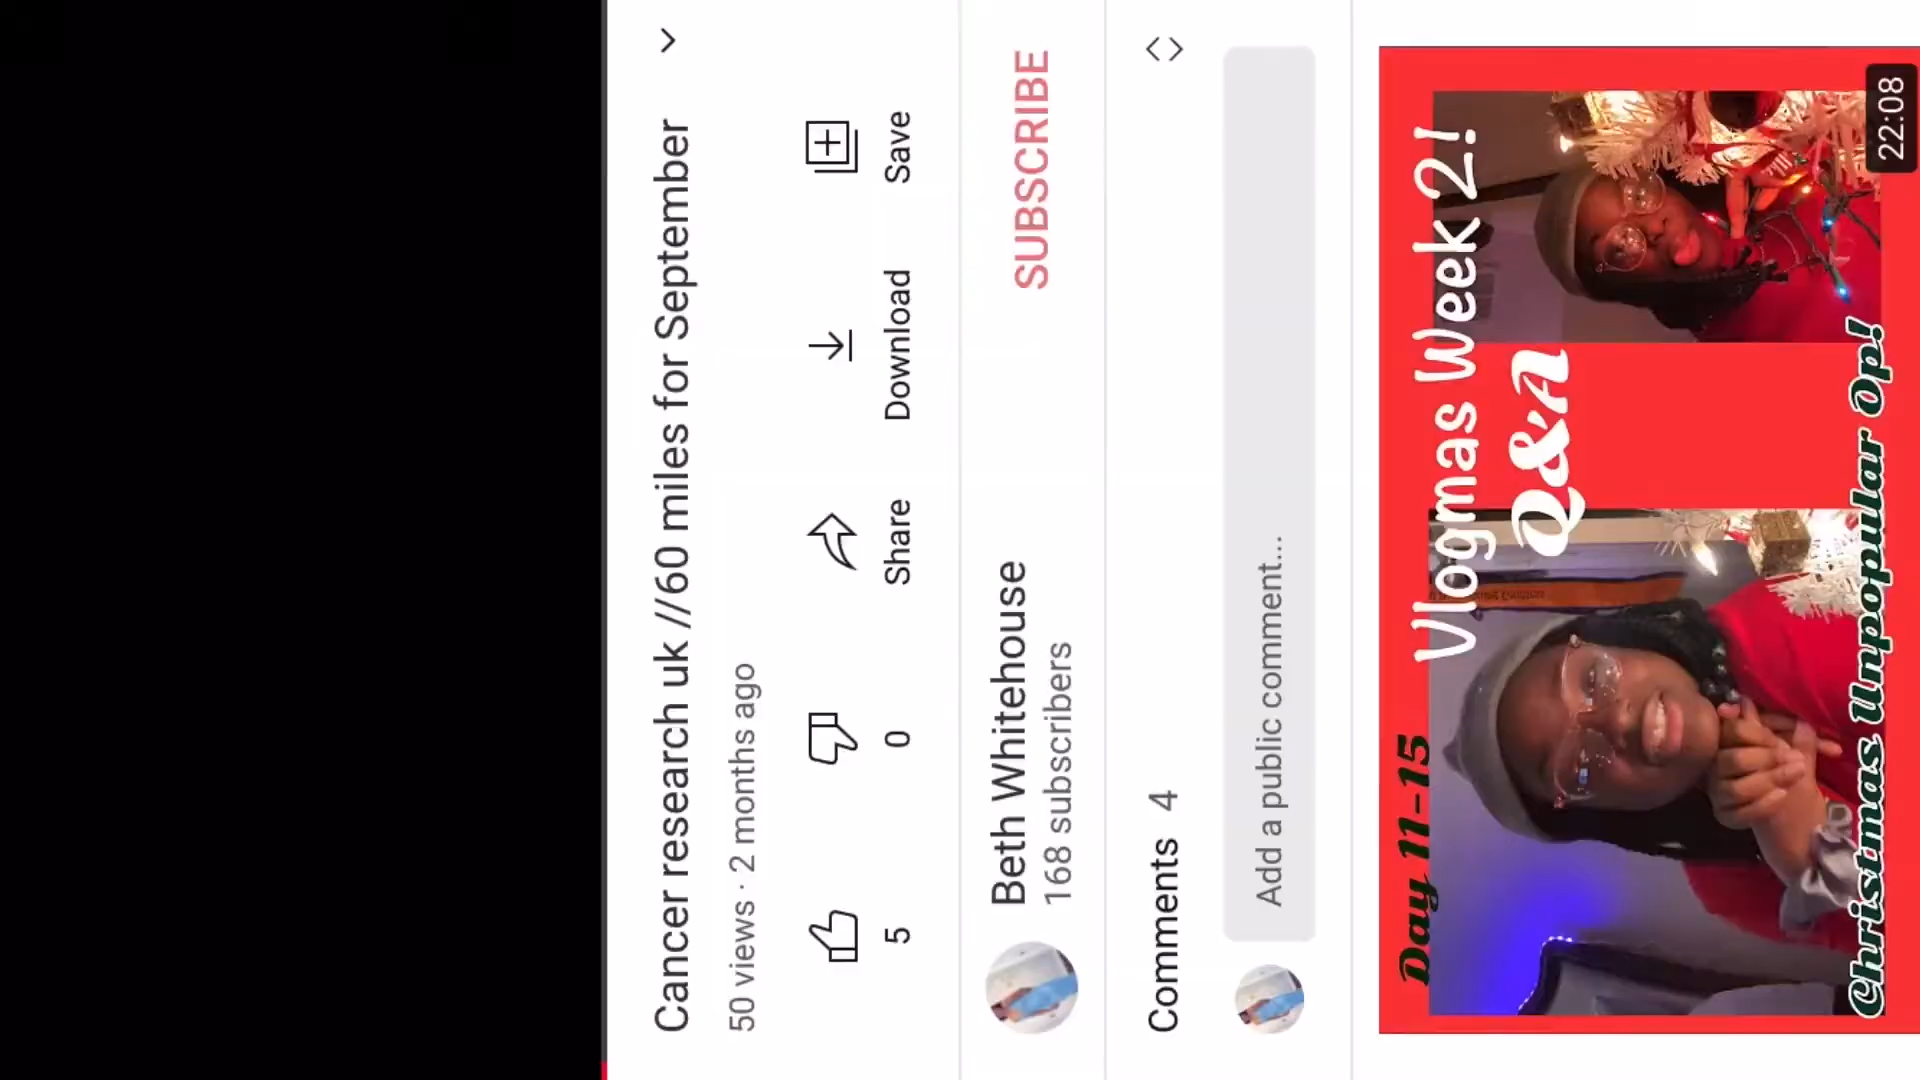 Cancer research uk //60 miles for September
50 views · 2 months ago
5
0
Share
Download
Save
Beth Whitehouse
168 subscribers
SUBSCRIBE
Comments 4
Add a public comment...
Day 11-15
Vlogmas Week 2!
Q&A
Christmas Unpopular Op!
22:08